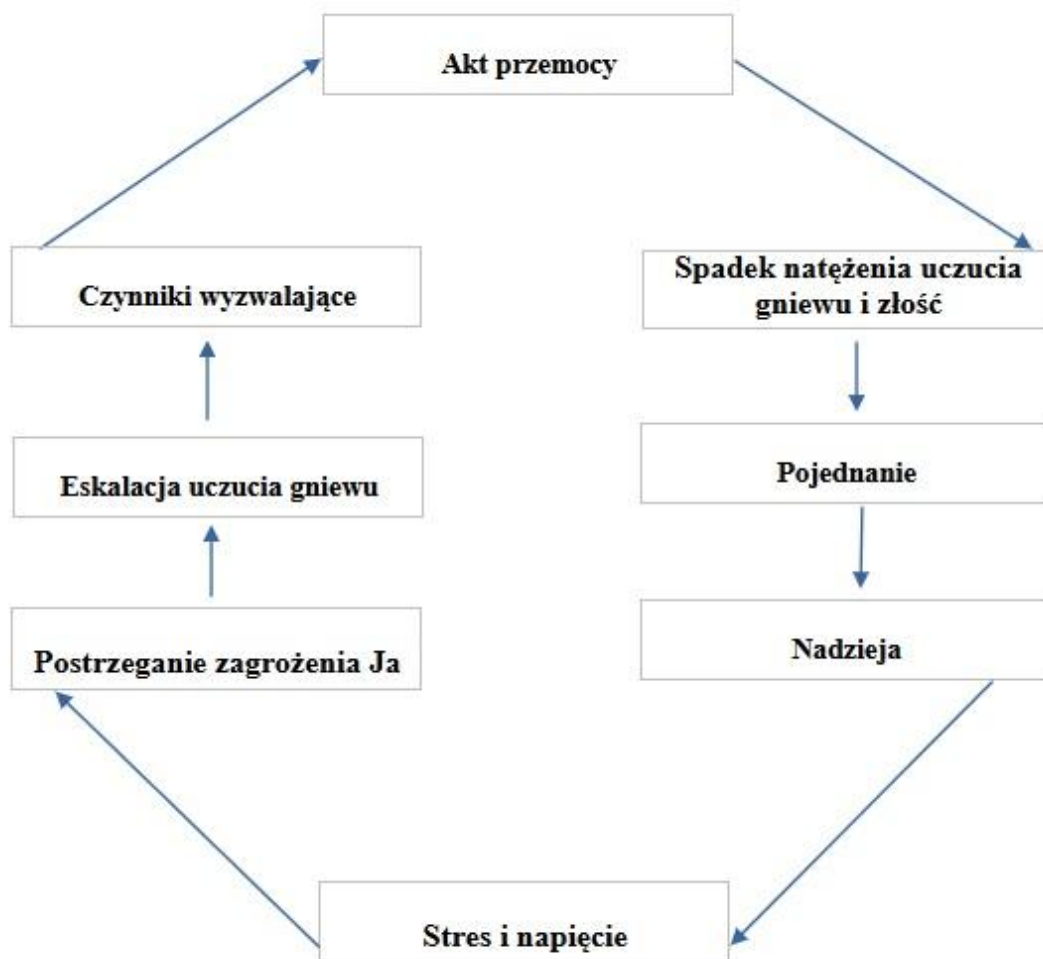 Akt przemocy
Czynniki wyzwalające
Spadek natężenia uczucia
gniewu i złość
Eskalacja uczucia gniewu
Pojednanie
Postrzeganie zagrożenia Ja
Nadzieja
Stres i napięcie